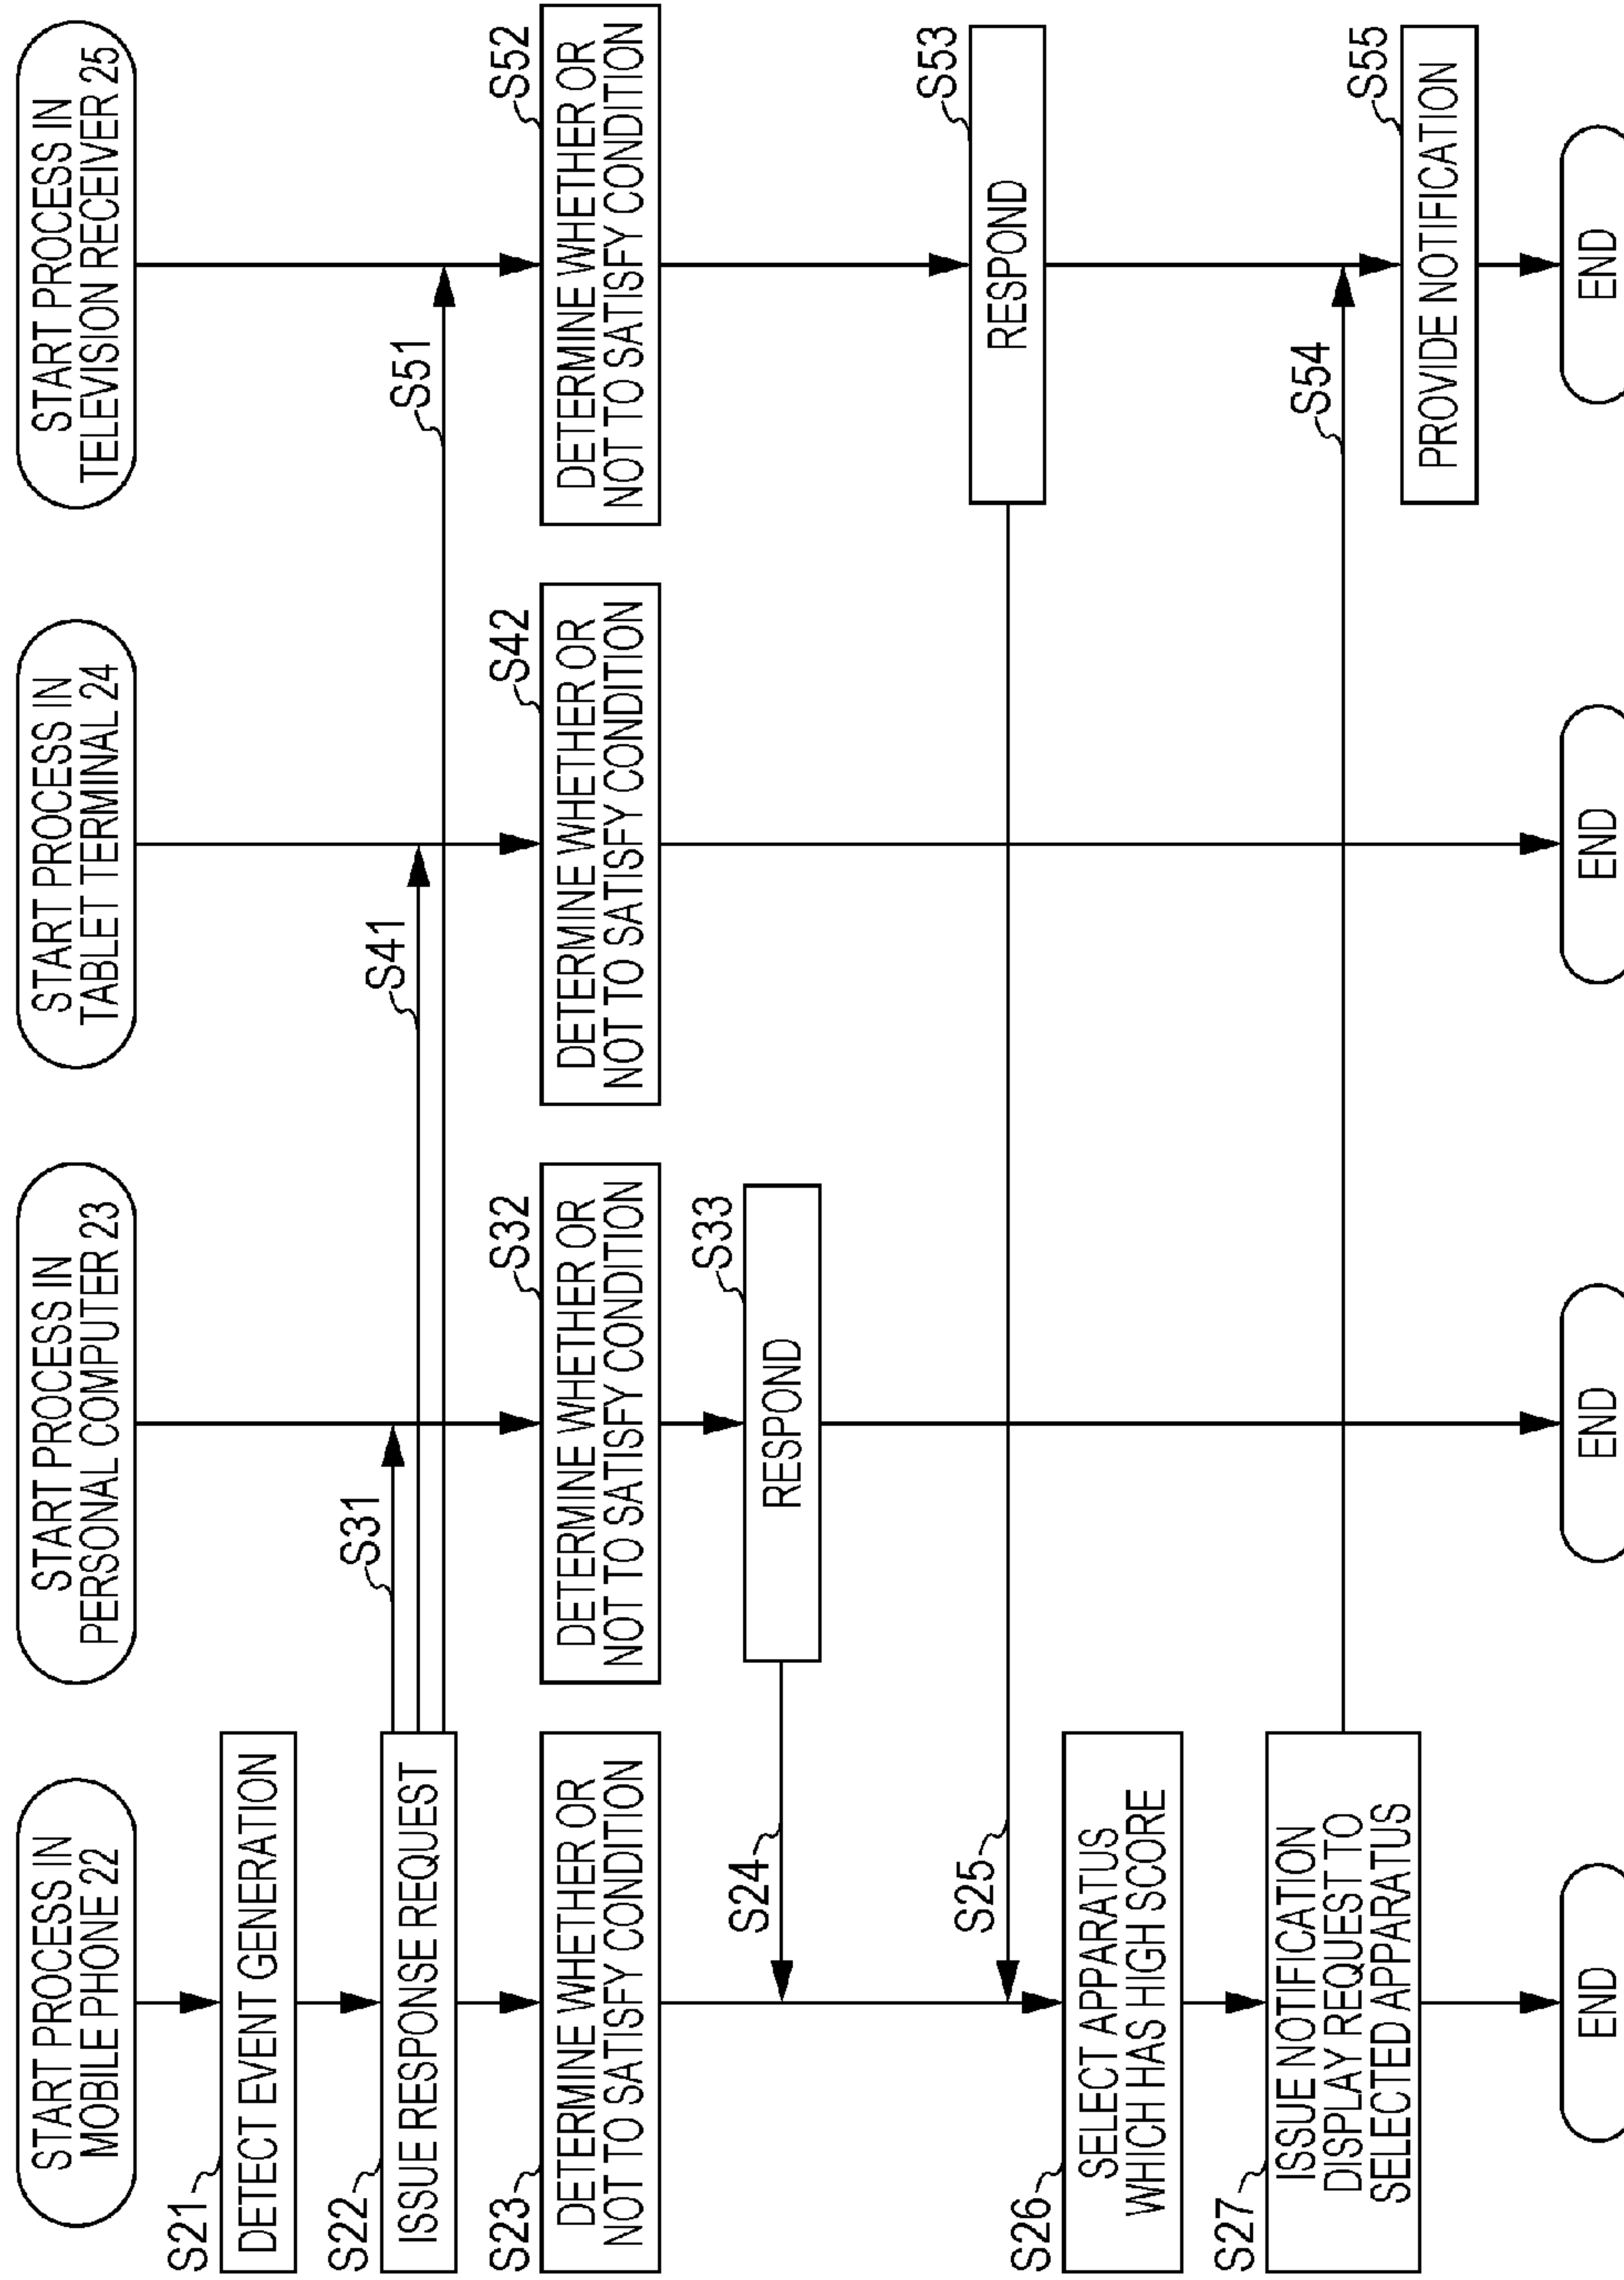 START PROCESS IN
MOBILE PHONE 22
S21
DETECT EVENT GENERATION
S22
ISSUE RESPONSE REQUEST
S23
DETERMINE WHETHER OR
NOT TO SATISFY CONDITION
S24
S25
S26
SELECT APPARATUS
WHICH HAS HIGH SCORE
S27
ISSUE NOTIFICATION
DISPLAY REQUEST TO
SELECTED APPARATUS
END
START PROCESS IN
PERSONAL COMPUTER 23
S31
S32
DETERMINE WHETHER OR
NOT TO SATISFY CONDITION
S33
RESPOND
END
START PROCESS IN
TABLET TERMINAL 24
S41
S42
DETERMINE WHETHER OR
NOT TO SATISFY CONDITION
END
START PROCESS IN
TELEVISION RECEIVER 25
S51
S52
DETERMINE WHETHER OR
NOT TO SATISFY CONDITION
S53
RESPOND
S54
S55
PROVIDE NOTIFICATION
END